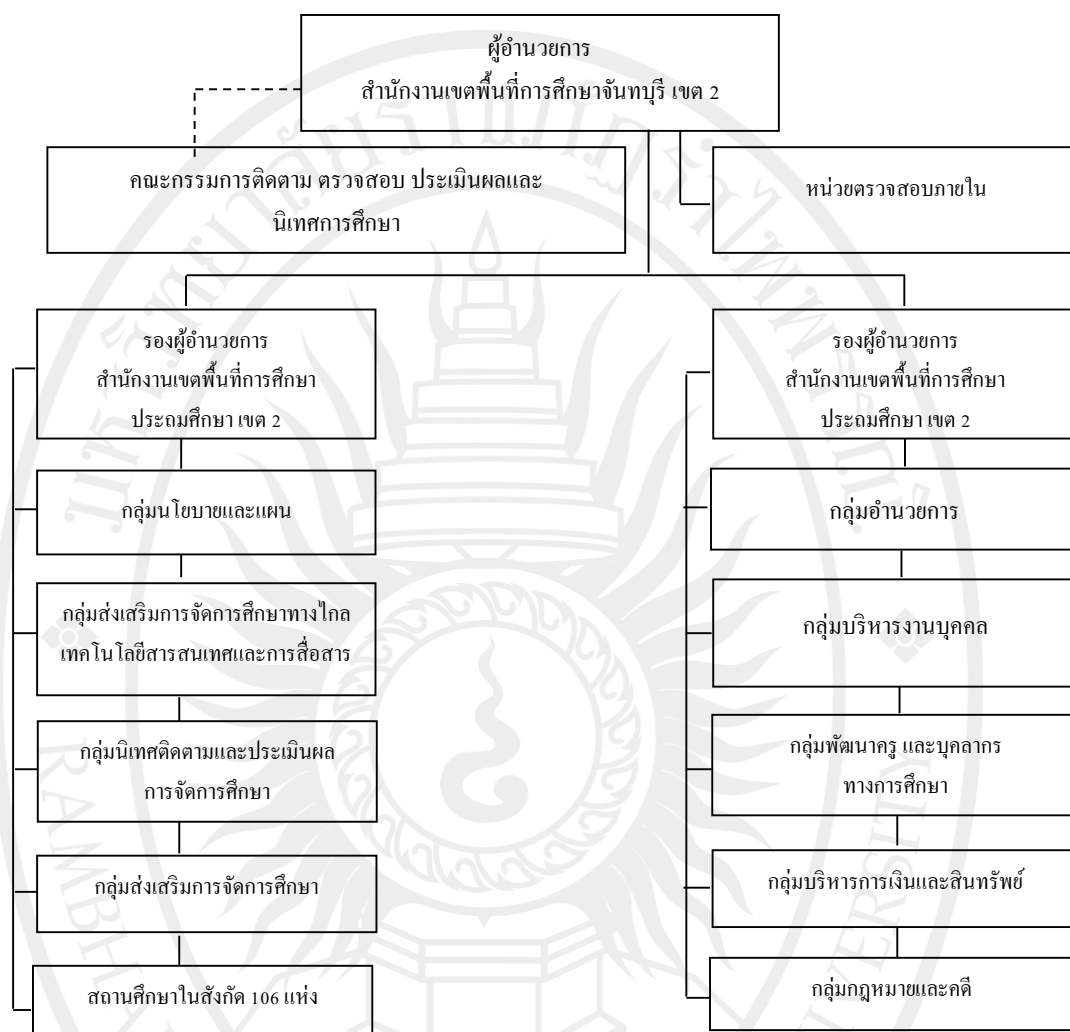 ผู้อำนวยการ
สำนักงานเขตพื้นที่การศึกษาจันทบุรี เขต 2
คณะกรรมการติดตาม ตรวจสอบ ประเมินผลและ
นิเทศการศึกษา
หน่วยตรวจสอบภายใน
รองผู้อำนวยการ
สำนักงานเขตพื้นที่การศึกษา
ประถมศึกษา เขต 2
กลุ่มนโยบายและแผน
กลุ่มส่งเสริมการจัดการศึกษาทางไกล
เทคโนโลยีสารสนเทศและการสื่อสาร
กลุ่มนิเทศติดตามและประเมินผล
การจัดการศึกษา
กลุ่มส่งเสริมการจัดการศึกษา
สถานศึกษาในสังกัด 106 แห่ง
รองผู้อำนวยการ
สำนักงานเขตพื้นที่การศึกษา
ประถมศึกษา เขต 2
กลุ่มอำนวยการ
กลุ่มบริหารงานบุคคล
กลุ่มพัฒนาครู และบุคลากร
ทางการศึกษา
กลุ่มบริหารการเงินและสินทรัพย์
กลุ่มกฎหมายและคดี